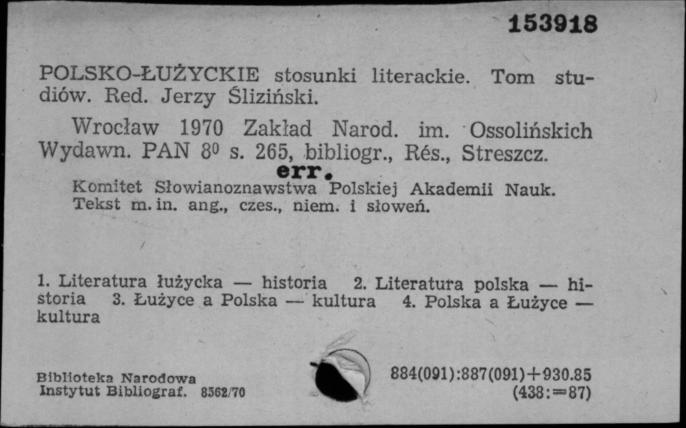 153918
POLSKO-ŁUŻYCKIE stosunki literackie. Tom stu-
diów. Red. Jerzy Śliziński.
Wrocław 1970 Zakład Narod. im. Ossolińskich
Wydawn. PAN 8⁰ s. 265, bibliogr., Rés., Streszcz.
err.
Komitet Słowianoznawstwa Polskiej Akademii Nauk.
Tekst m. in. ang., czes., niem. i słoweń.
1. Literatura łużycka — historia 2. Literatura polska — hi-
storia 3. Łużyce a Polska — kultura 4. Polska a Łużyce —
kultura
Biblioteka Narodowa
Instytut Bibliograf. 8562/70
884(091):887(091)+930.85
(438:=87)